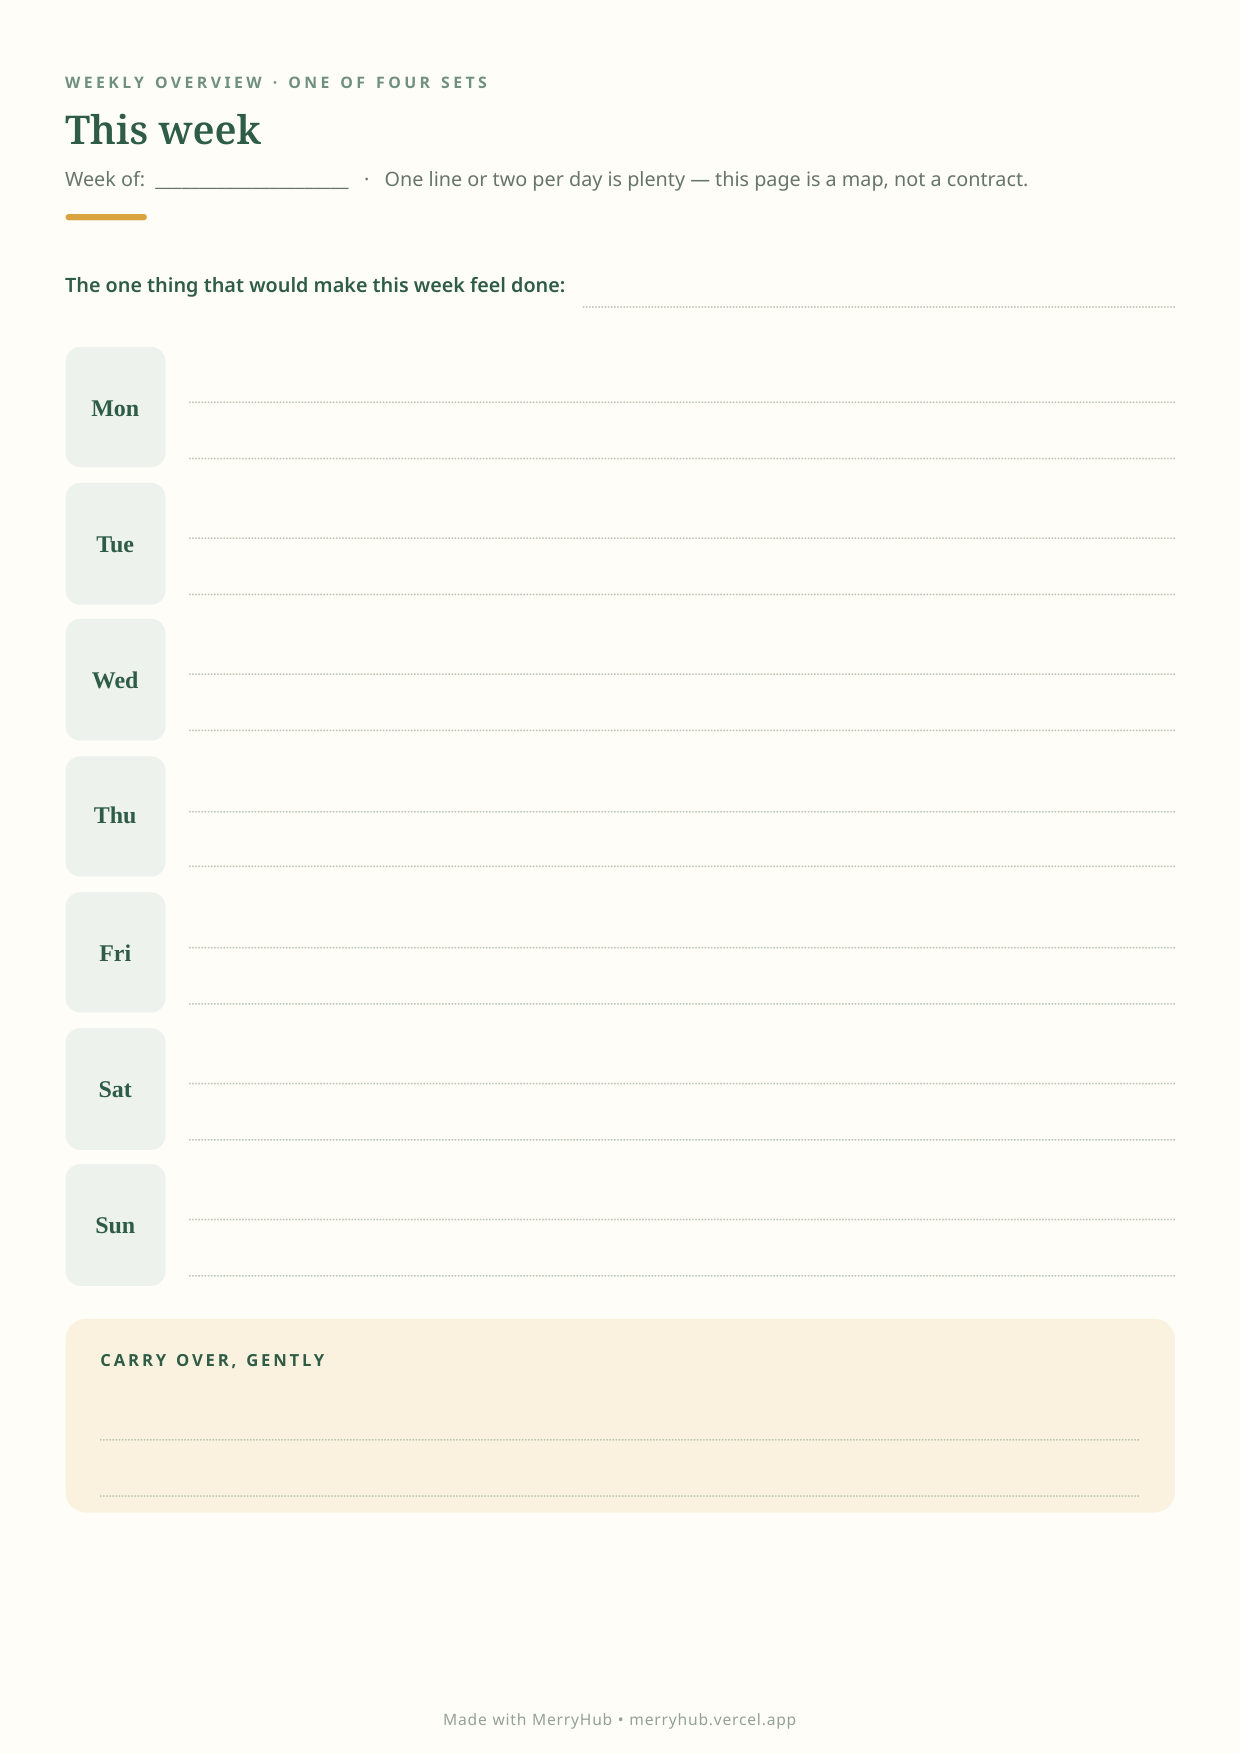 WEEKLY OVERVIEW · ONE OF FOUR SETS
This week
Week of: ____________________ · One line or two per day is plenty — this page is a map, not a contract.
The one thing that would make this week feel done:
Mon
Tue
Wed
Thu
Fri
Sat
Sun
CARRY OVER, GENTLY
Made with MerryHub • merryhub.vercel.app